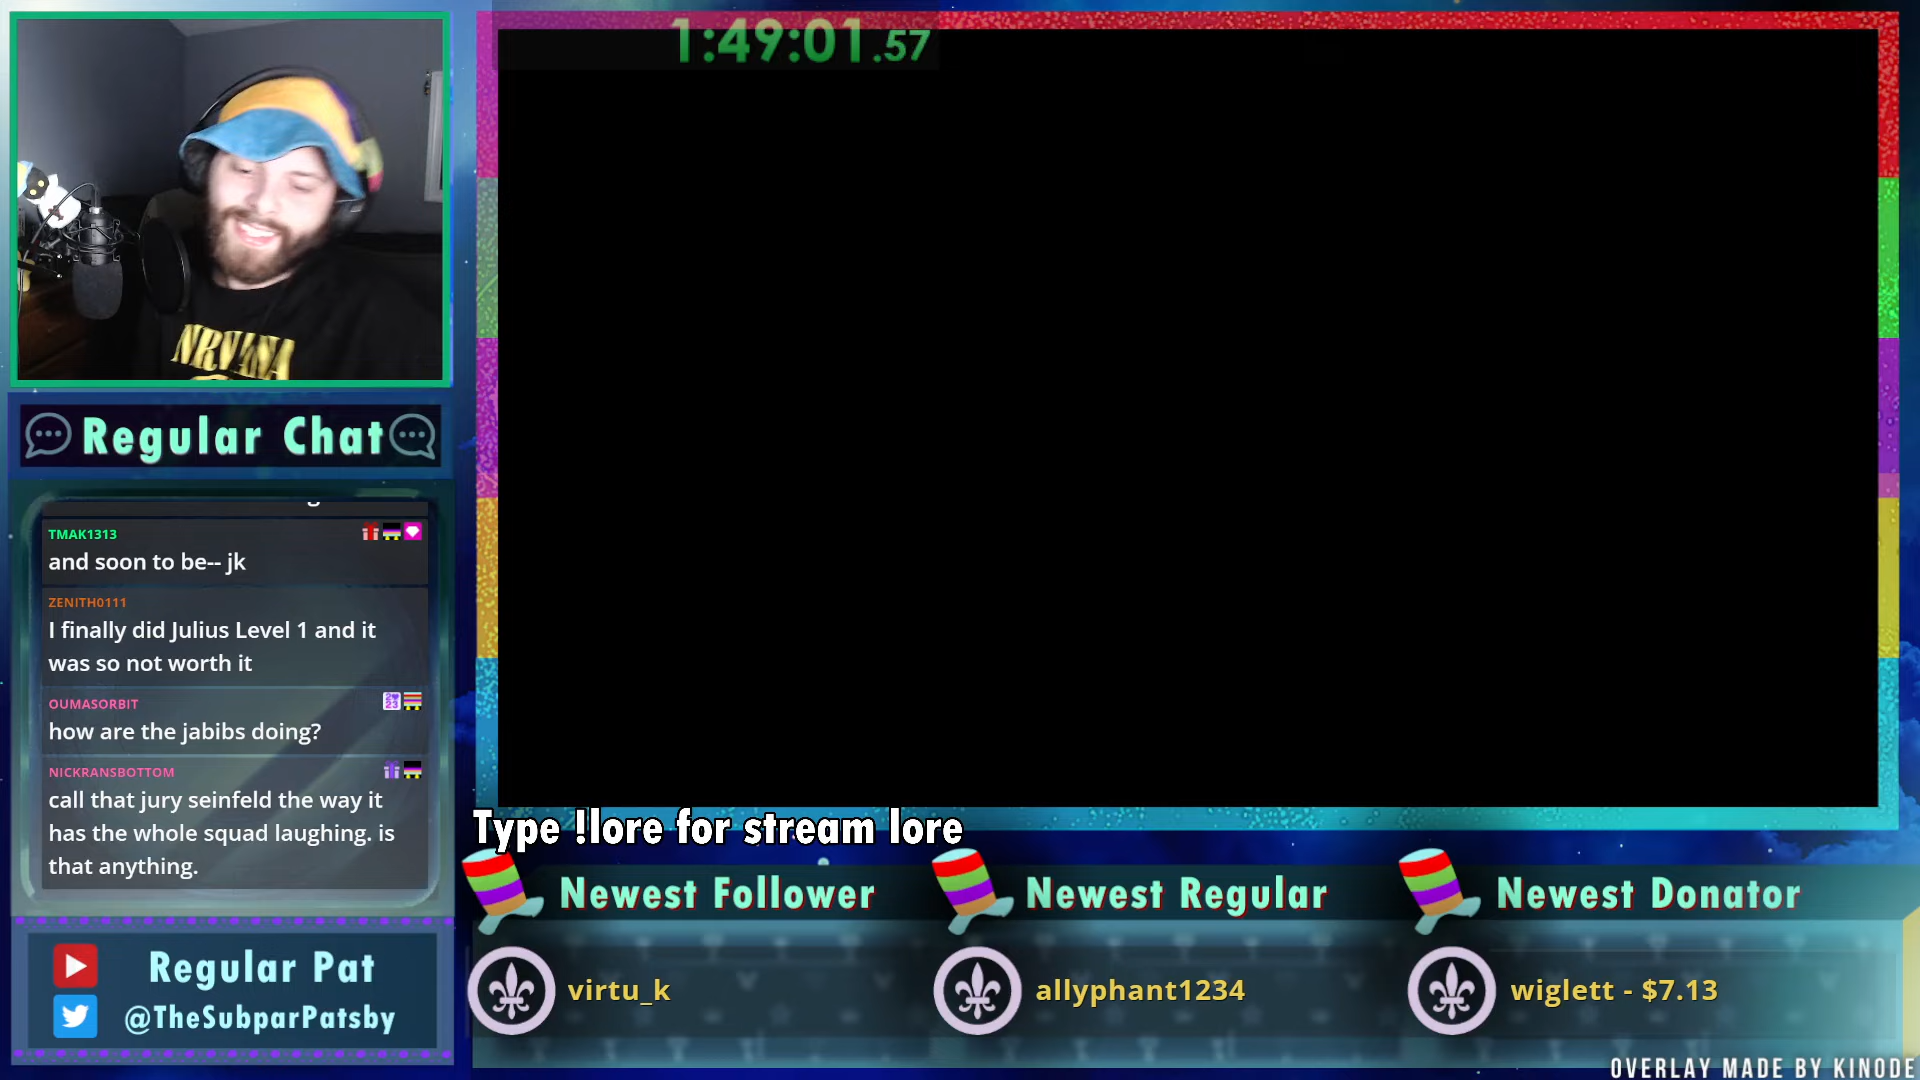 1:49:01.57
NRVANA
Regular Chat
TMAK1313
and soon to be-- jk
ZENITH0111
I finally did Julius Level 1 and it
was so not worth it
OUMASORBIT
how are the jabibs doing?
NICKRANSBOTTOM
call that jury seinfeld the way it
has the whole squad laughing. is
that anything.
Regular Pat
@TheSubparPatsby
Type !lore for stream lore
Newest Follower
virtu_k
Newest Regular
allyphant1234
Newest Donator
wiglett - $7.13
OVERLAY MADE BY KINODE